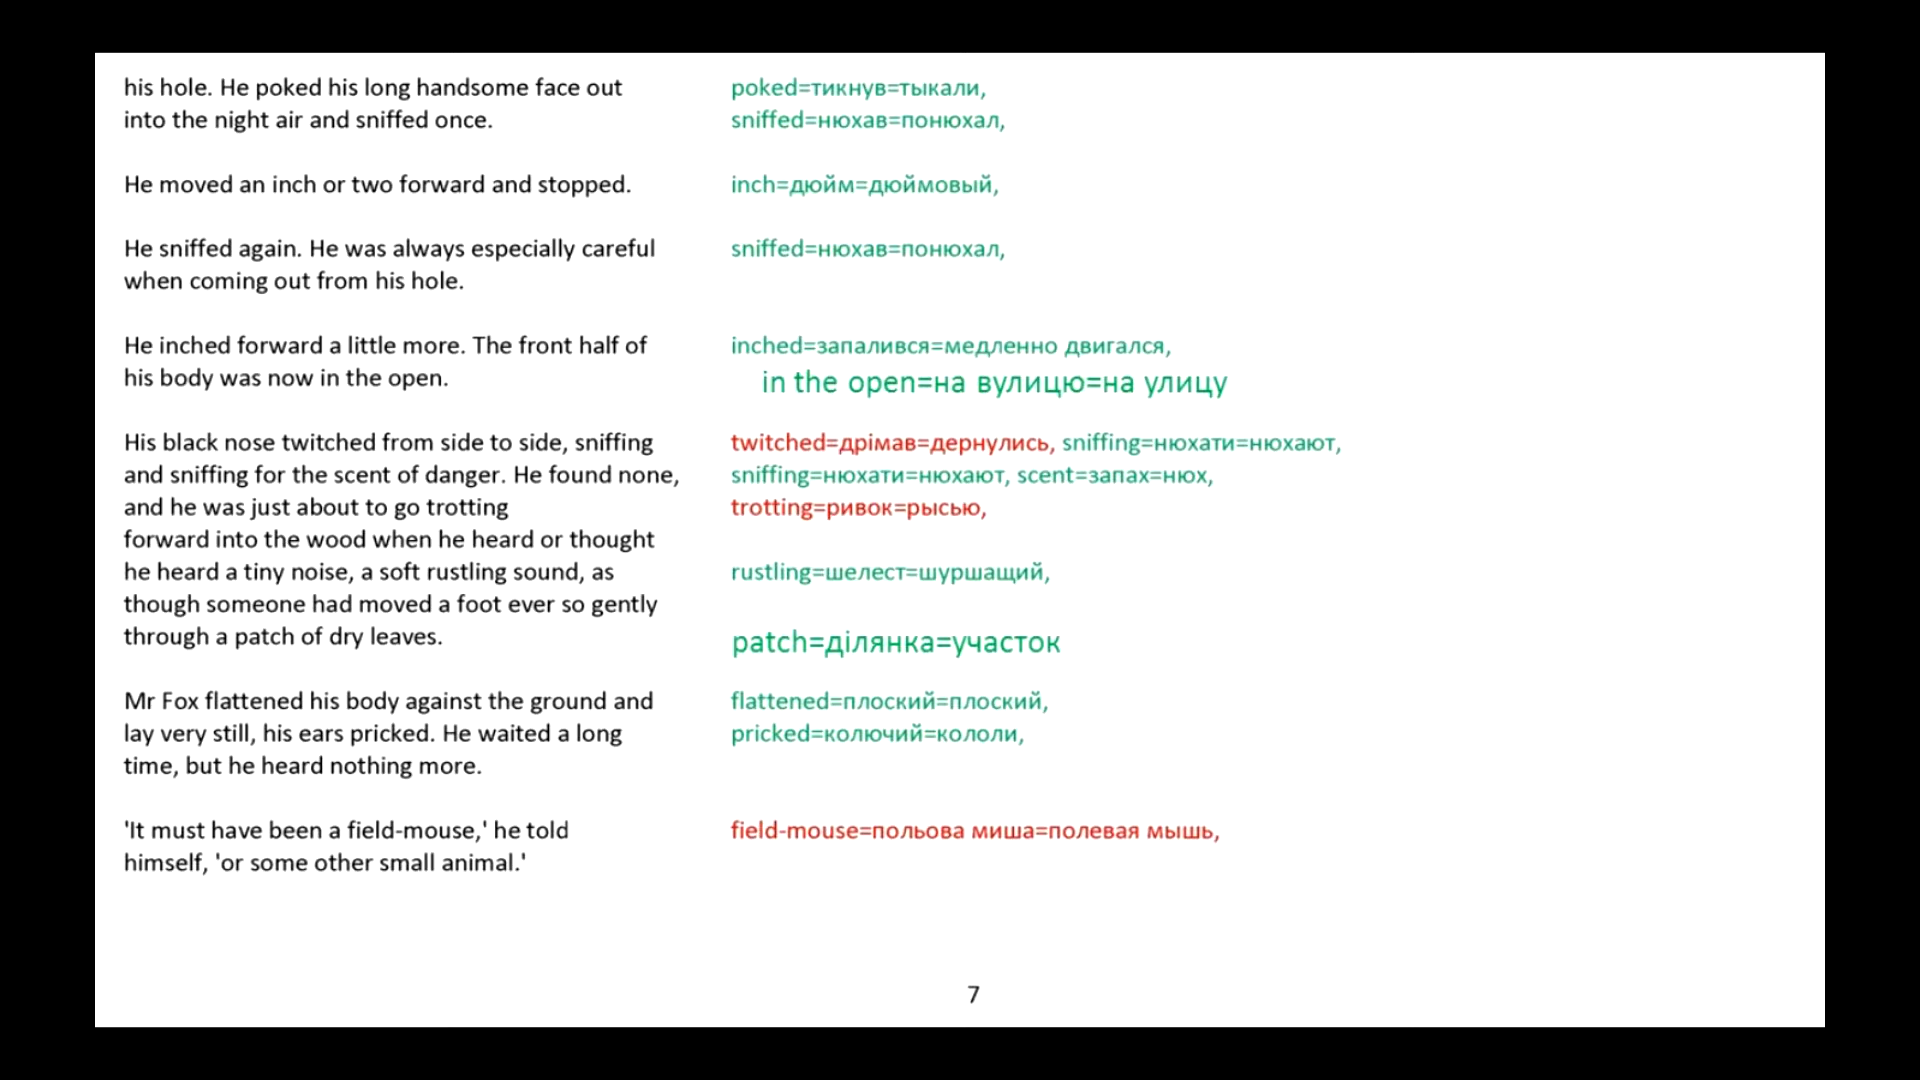 his hole. He poked his long handsome face out
into the night air and sniffed once.
He moved an inch or two forward and stopped.
He sniffed again. He was always especially careful
when coming out from his hole.
He inched forward a little more. The front half of
his body was now in the open.
His black nose twitched from side to side, sniffing
and sniffing for the scent of danger. He found none,
and he was just about to go trotting
forward into the wood when he heard or thought
he heard a tiny noise, a soft rustling sound, as
though someone had moved a foot ever so gently
through a patch of dry leaves.
Mr Fox flattened his body against the ground and
lay very still, his ears pricked. He waited a long
time, but he heard nothing more.
'It must have been a field-mouse,' he told
himself, 'or some other small animal.'
poked=тикнув=тыкали,
sniffed=нюхав=понюхал,
inch=дюйм=дюймовый,
sniffed=нюхав=понюхал,
inched=запалився=медленно двигался,
in the open=на вулицю=на улицу
twitched=дрімав=дернулись, sniffing=нюхати=нюхают,
sniffing=нюхати=нюхают, scent=запах=нюх,
trotting=ривок=рысью,
rustling=шелест=шуршащий,
patch=ділянка=участок
flattened=плоский=плоский,
pricked=колючий=кололи,
field-mouse=польова миша=полевая мышь,
7